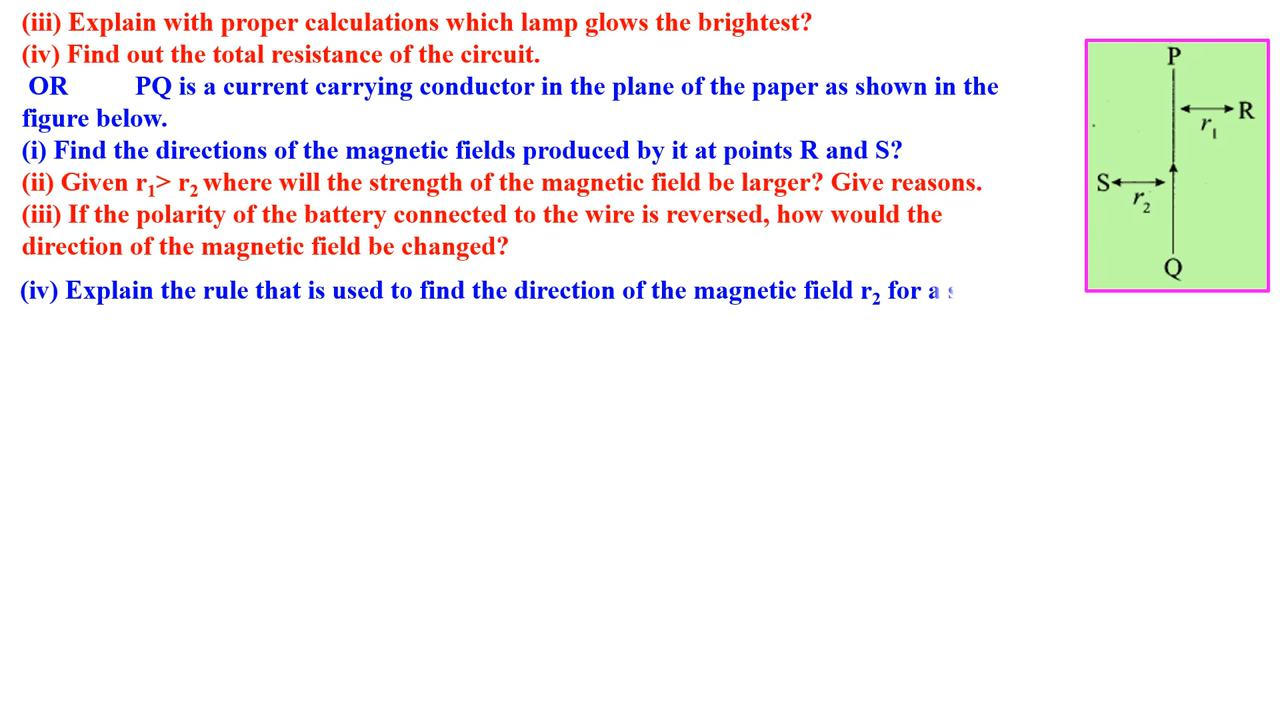 (iii) Explain with proper calculations which lamp glows the brightest?
(iv) Find out the total resistance of the circuit.
OR PQ is a current carrying conductor in the plane of the paper as shown in the
figure below.
(i) Find the directions of the magnetic fields produced by it at points R and S?
(ii) Given r₁> r₂ where will the strength of the magnetic field be larger? Give reasons.
(iii) If the polarity of the battery connected to the wire is reversed, how would the
direction of the magnetic field be changed?
(iv) Explain the rule that is used to find the direction of the magnetic field r₂ for a
P
R
r₁
S
r₂
Q